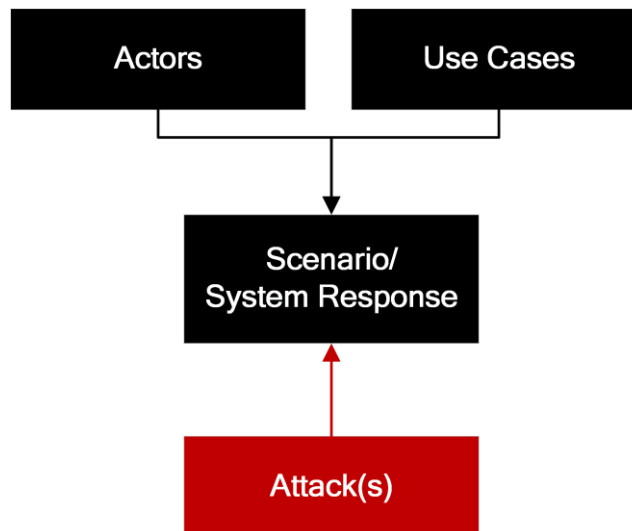 Actors
Use Cases
Scenario/
System Response
Attack(s)